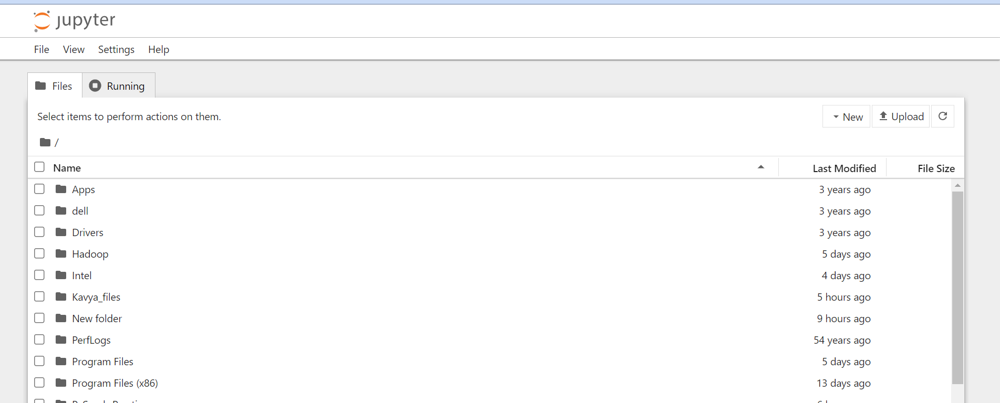 jupyter
File View Settings Help
Files Running
Select items to perform actions on them.
New Upload
/
Name Last Modified File Size
Apps 3 years ago
dell 3 years ago
Drivers 3 years ago
Hadoop 5 days ago
Intel 4 days ago
Kavya_files 5 hours ago
New folder 9 hours ago
PerfLogs 54 years ago
Program Files 5 days ago
Program Files (x86) 13 days ago